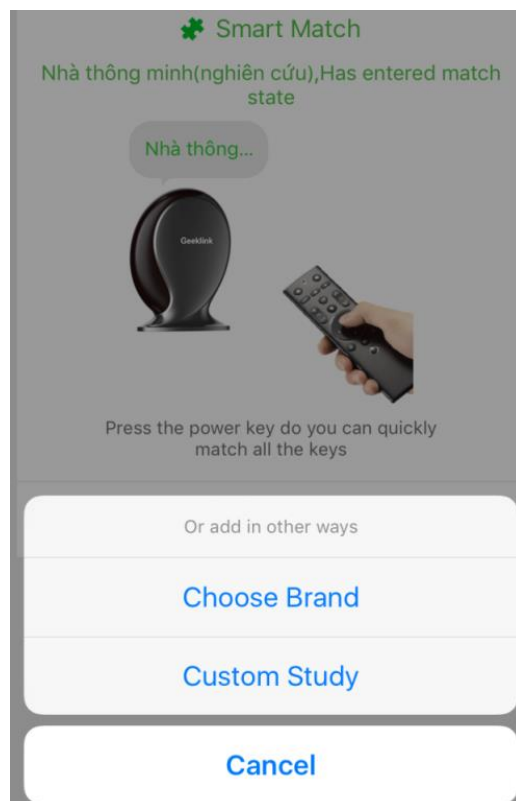 Smart Match
Nhà thông minh(nghiên cứu),Has entered match
state
Nhà thông...
Geeklink
Press the power key do you can quickly
match all the keys
Or add in other ways
Choose Brand
Custom Study
Cancel